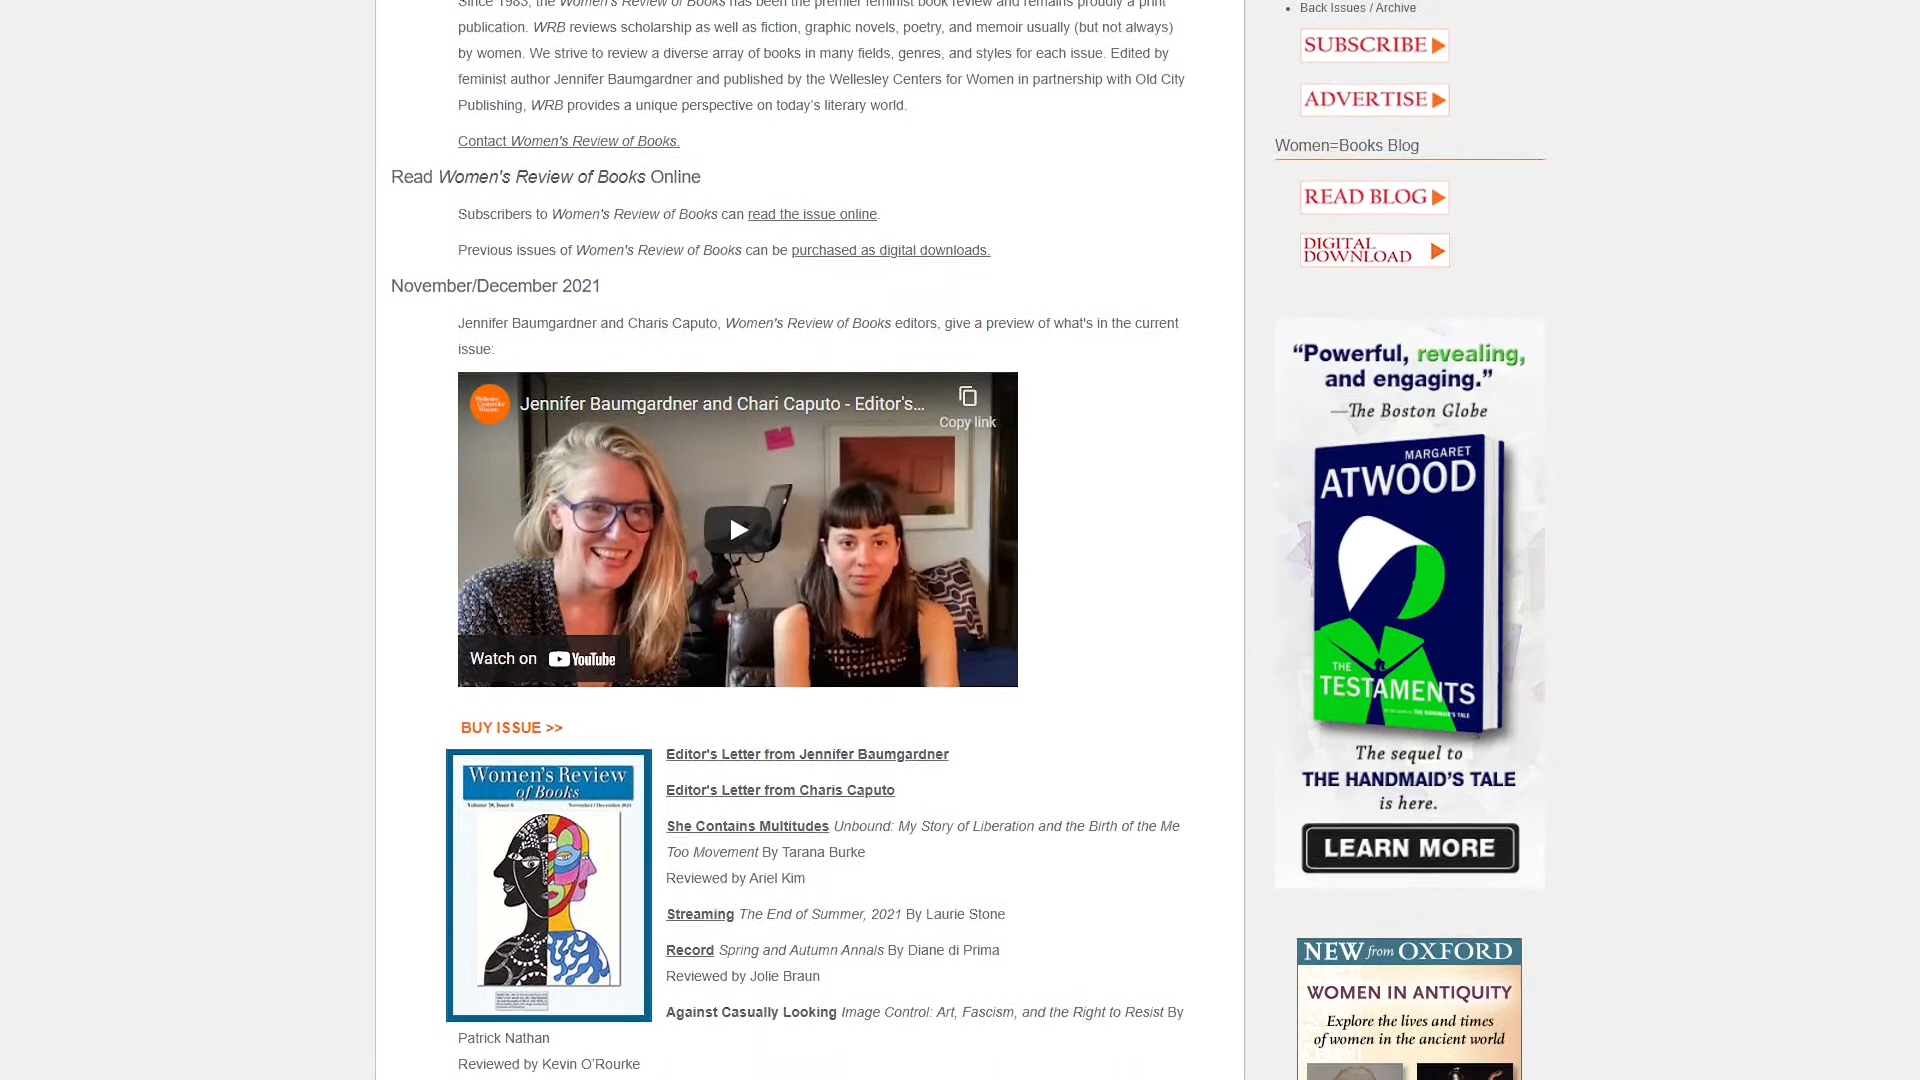 Since 1983, the Women's Review of Books has been the premier feminist book review and remains proudly a print
publication. WRB reviews scholarship as well as fiction, graphic novels, poetry, and memoir usually (but not always)
by women. We strive to review a diverse array of books in many fields, genres, and styles for each issue. Edited by
feminist author Jennifer Baumgardner and published by the Wellesley Centers for Women in partnership with Old City
Publishing, WRB provides a unique perspective on today’s literary world.
Contact Women's Review of Books.
Read Women's Review of Books Online
Subscribers to Women's Review of Books can read the issue online.
Previous issues of Women's Review of Books can be purchased as digital downloads.
November/December 2021
Jennifer Baumgardner and Charis Caputo, Women's Review of Books editors, give a preview of what's in the current
issue:
Wellesley
Centers for
Women
Jennifer Baumgardner and Chari Caputo - Editor's...
Copy link
Watch on YouTube
BUY ISSUE >>
Women's Review
of Books
Volume 38, Issue 6 November/December 2021
Editor's Letter from Jennifer Baumgardner
Editor's Letter from Charis Caputo
She Contains Multitudes Unbound: My Story of Liberation and the Birth of the Me
Too Movement By Tarana Burke
Reviewed by Ariel Kim
Streaming The End of Summer, 2021 By Laurie Stone
Record Spring and Autumn Annals By Diane di Prima
Reviewed by Jolie Braun
Against Casually Looking Image Control: Art, Fascism, and the Right to Resist By
Patrick Nathan
Reviewed by Kevin O’Rourke
Back Issues / Archive
SUBSCRIBE
ADVERTISE
Women=Books Blog
READ BLOG
DIGITAL
DOWNLOAD
“Powerful, revealing,
and engaging.”
—The Boston Globe
MARGARET
ATWOOD
THE
TESTAMENTS
THE HANDMAID'S TALE
The sequel to
THE HANDMAID'S TALE
is here.
LEARN MORE
NEW from OXFORD
WOMEN IN ANTIQUITY
Explore the lives and times
of women in the ancient world